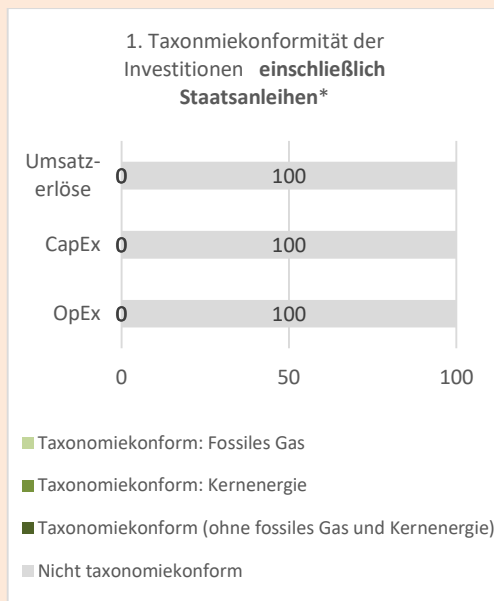 1. Taxonmiekonformität der
Investitionen einschließlich
Staatsanleihen*
Umsatz-
erlöse
0 100
CapEx
0 100
OpEx
0 100
0 50 100
Taxonomiekonform: Fossiles Gas
Taxonomiekonform: Kernenergie
Taxonomiekonform (ohne fossiles Gas und Kernenergie)
Nicht taxonomiekonform